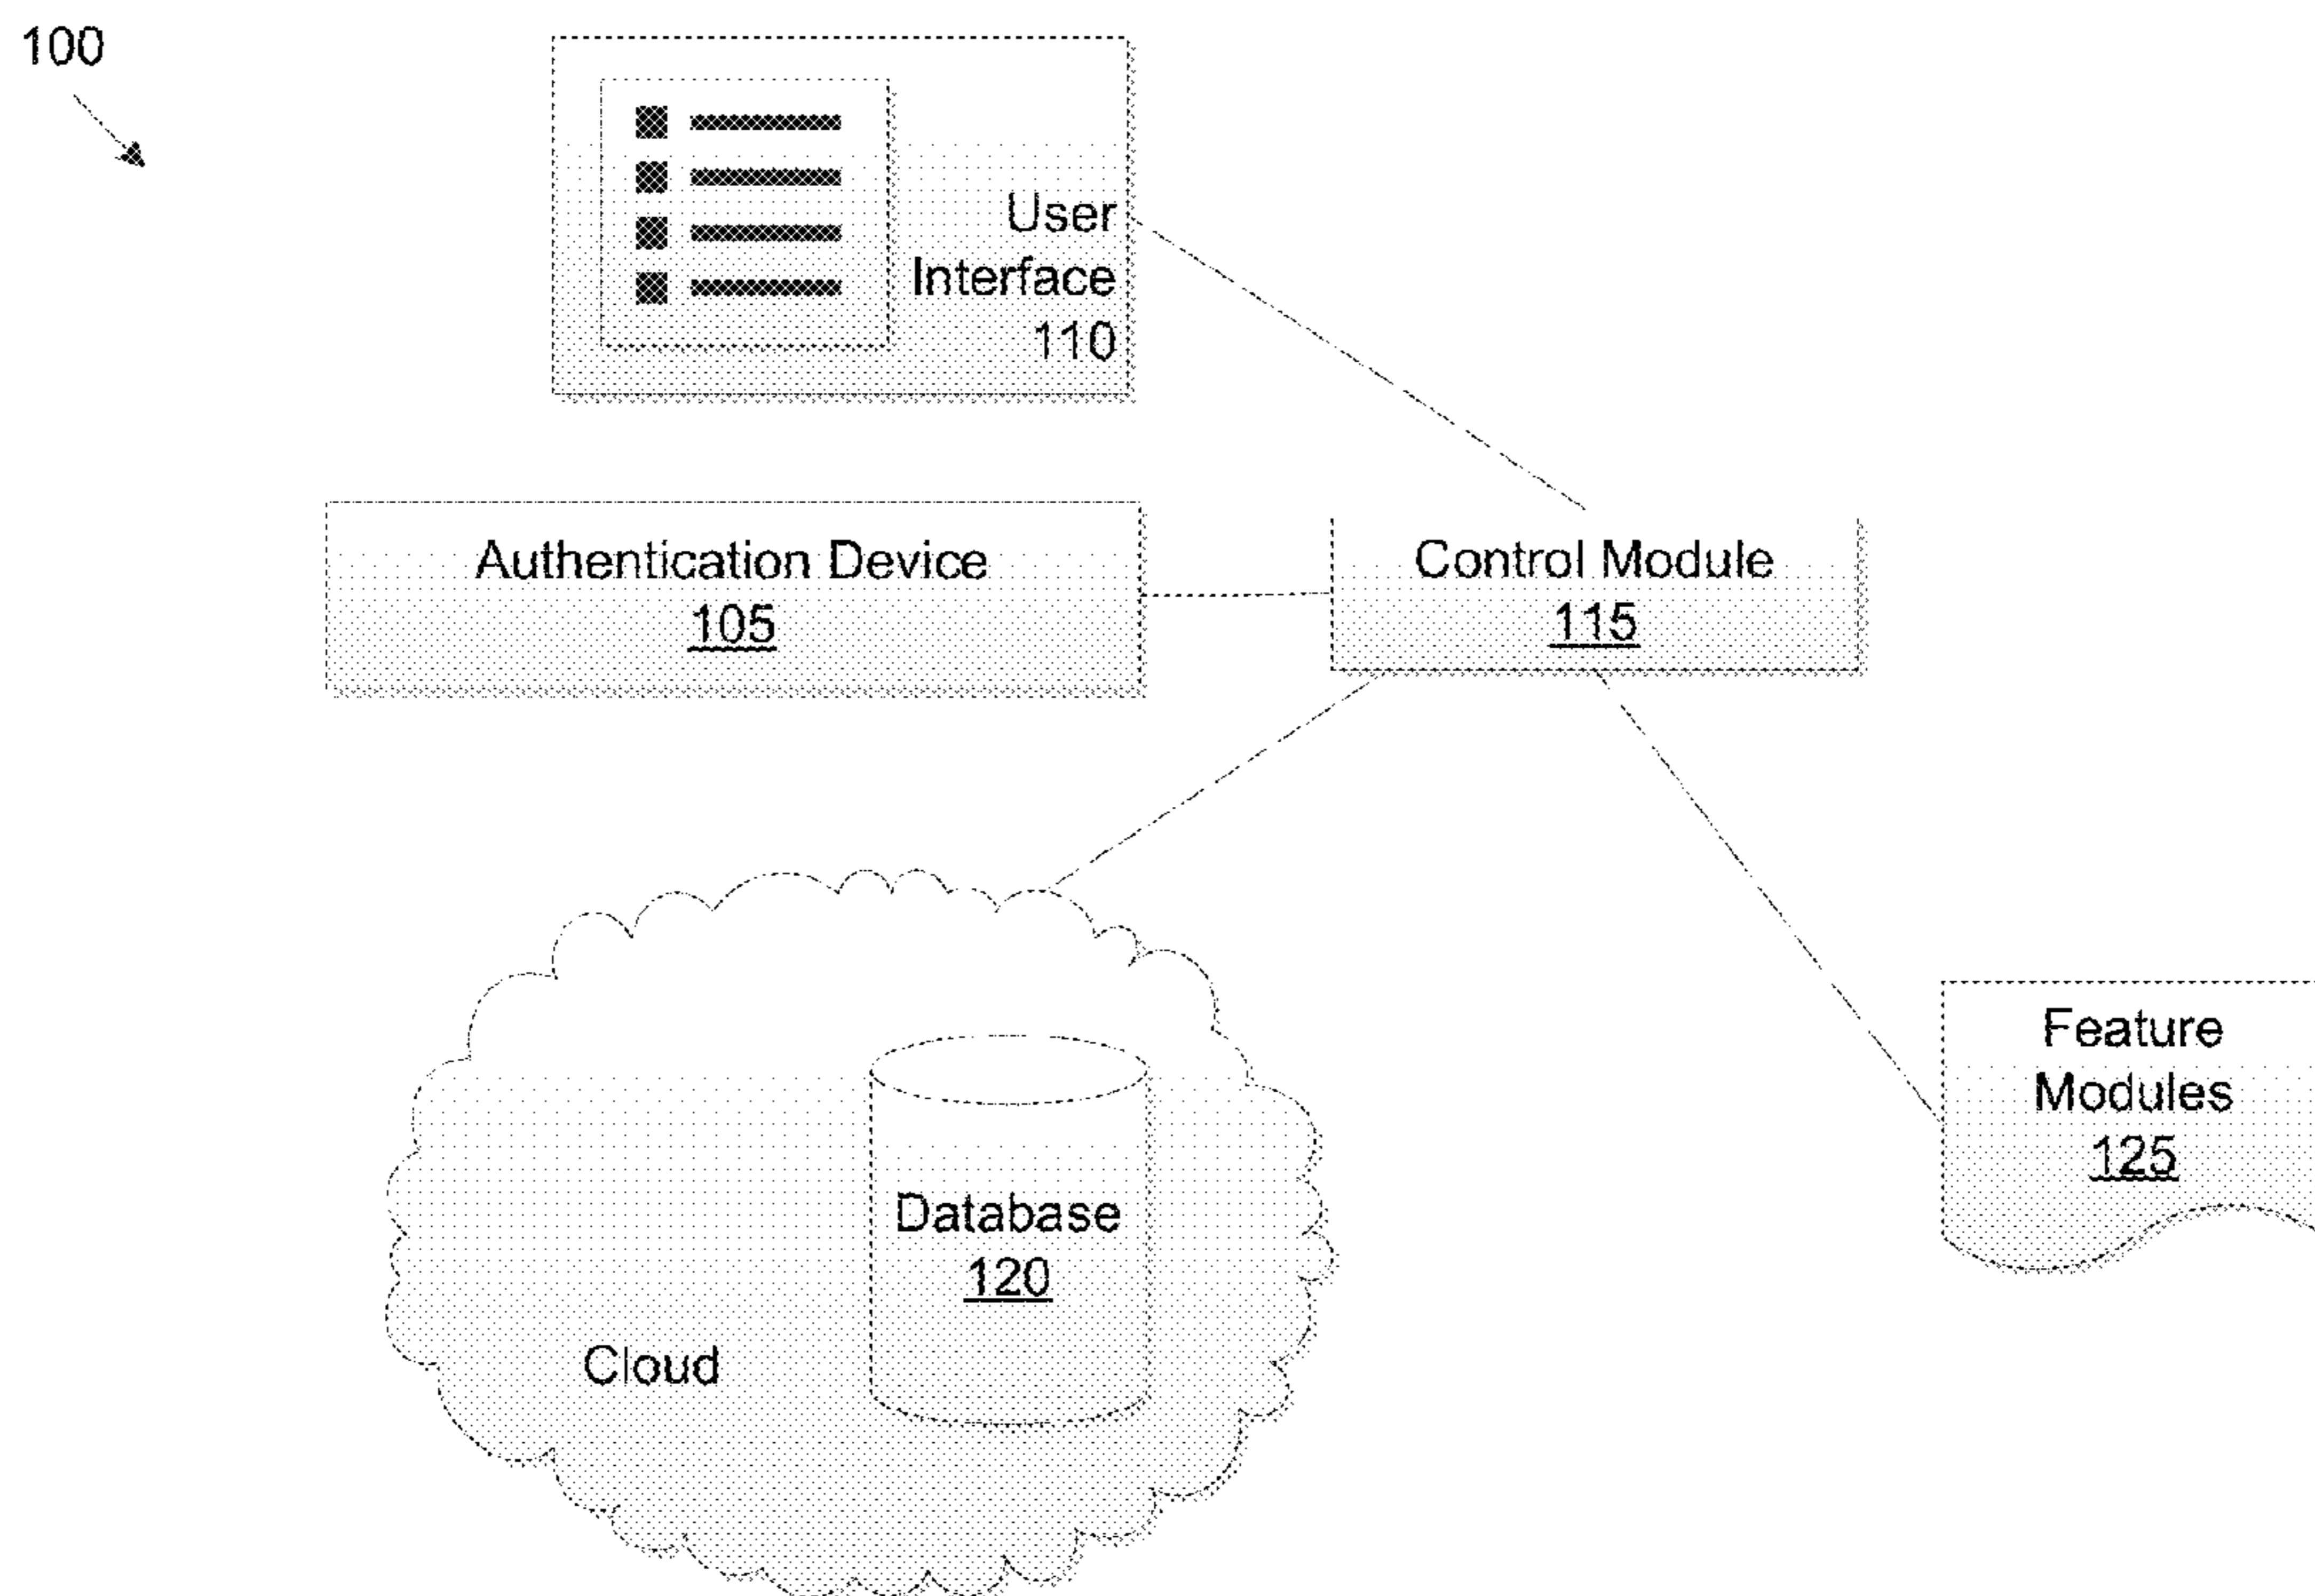 100
User
Interface
110
Authentication Device
105
Control Module
115
Feature
Modules
125
Database
120
Cloud